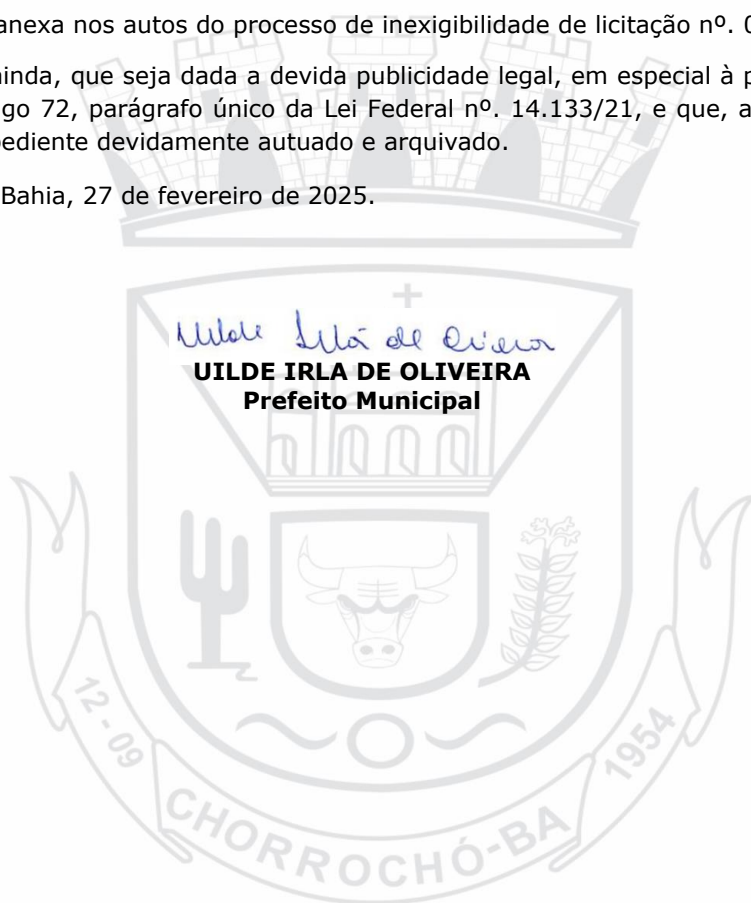 anexa nos autos do processo de inexigibilidade de licitação nº. 0
ainda, que seja dada a devida publicidade legal, em especial à p
go 72, parágrafo único da Lei Federal nº. 14.133/21, e que, a
pediente devidamente autuado e arquivado.
Bahia, 27 de fevereiro de 2025.
UILDE IRLA DE OLIVEIRA
Prefeito Municipal
12 - 09
1954
CHORROCHÓ-BA